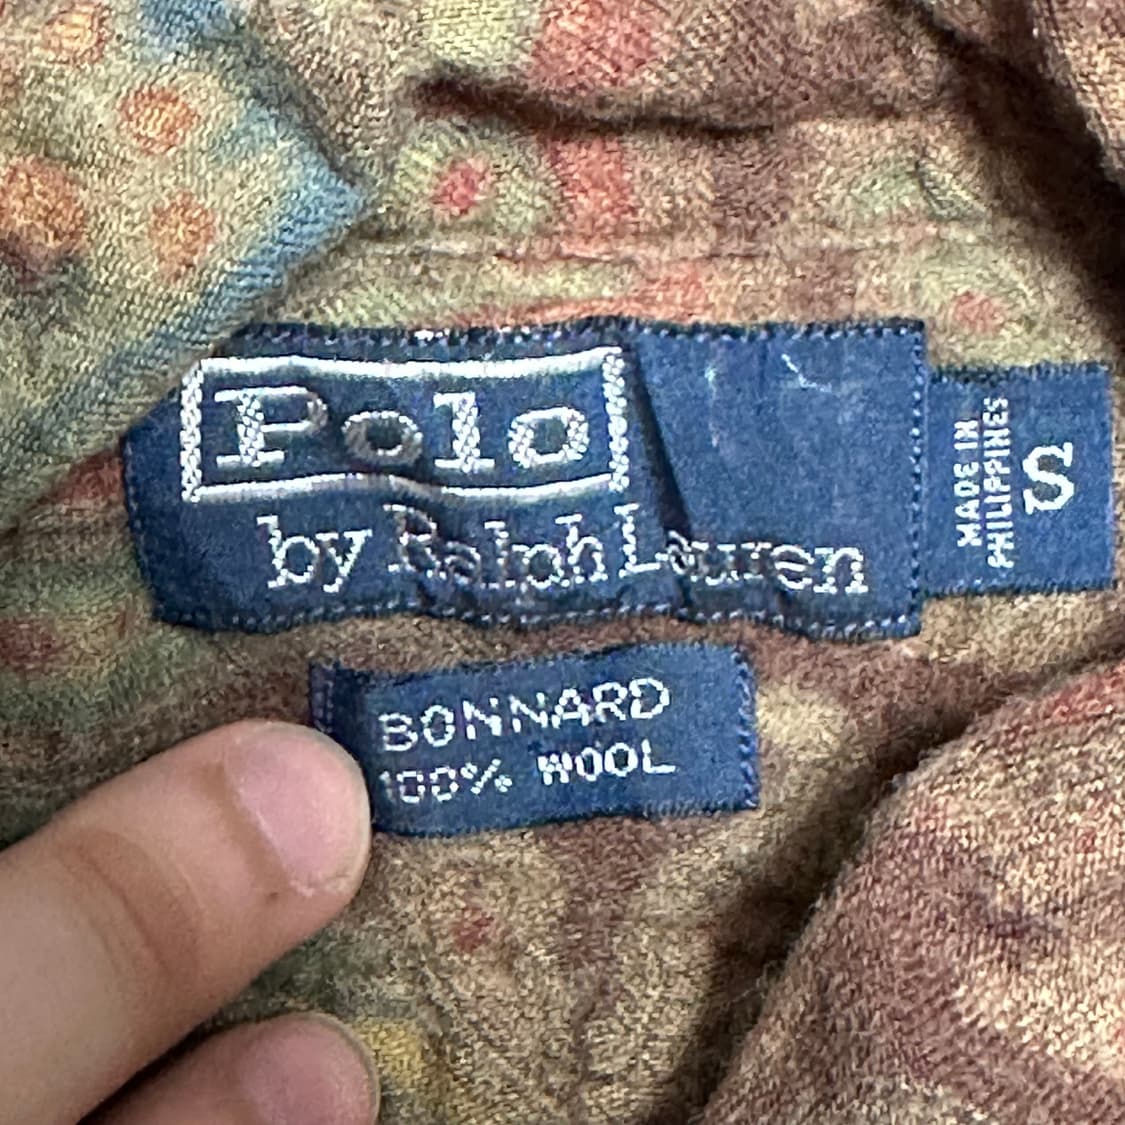 Polo
by Ralph Lauren
MADE IN
PHILIPPINES
S
BONNARD
100% WOOL